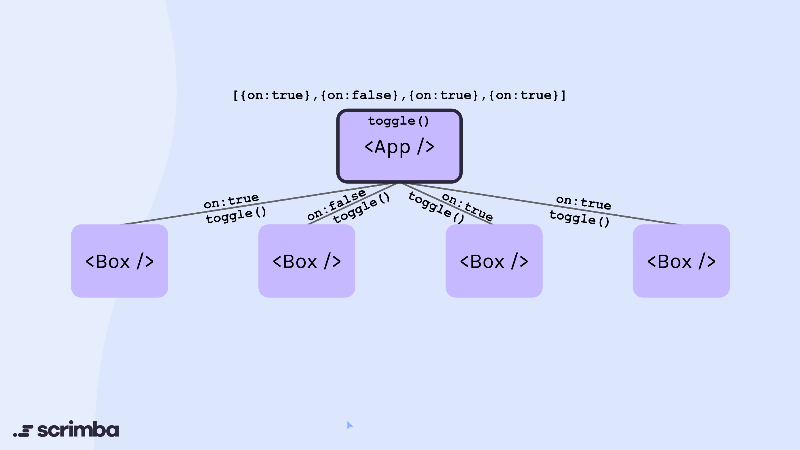 [{on:true},{on:false},{on:true},{on:true}]
toggle()
<App />
on:true
toggle()
on:false
toggle()
on:true
toggle()
on:true
toggle()
<Box />
<Box />
<Box />
<Box />
scrimba